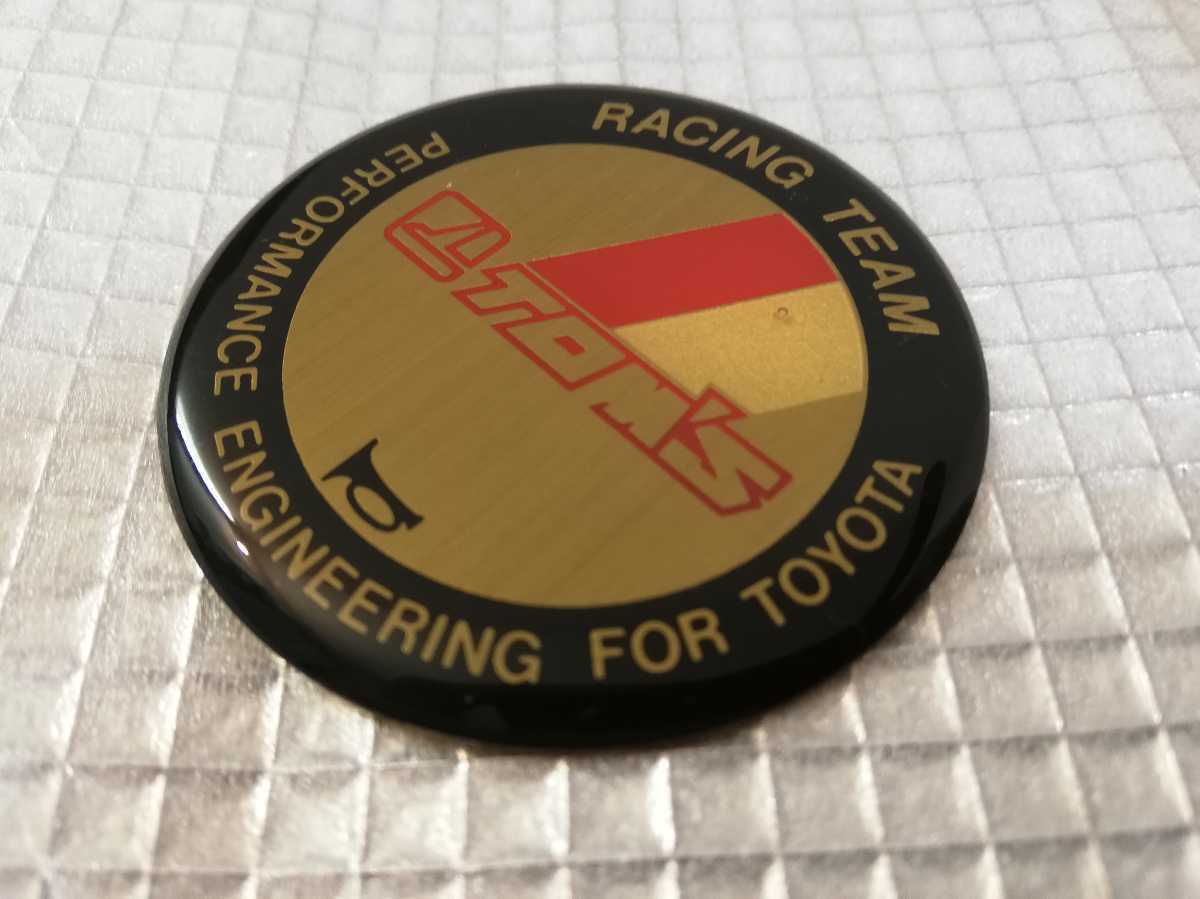 RACING TEAM
TOM'S
PERFORMANCE ENGINEERING FOR TOYOTA